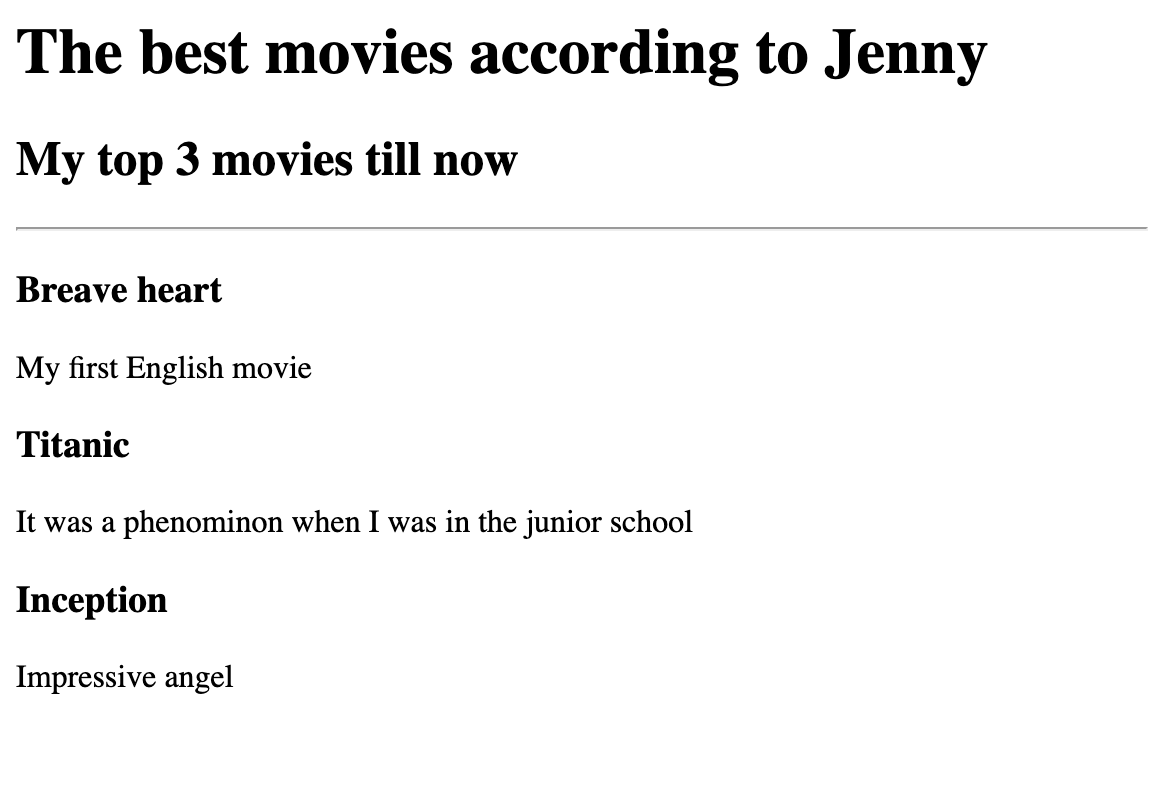 The best movies according to Jenny
My top 3 movies till now
Breave heart
My first English movie
Titanic
It was a phenominon when I was in the junior school
Inception
Impressive angel